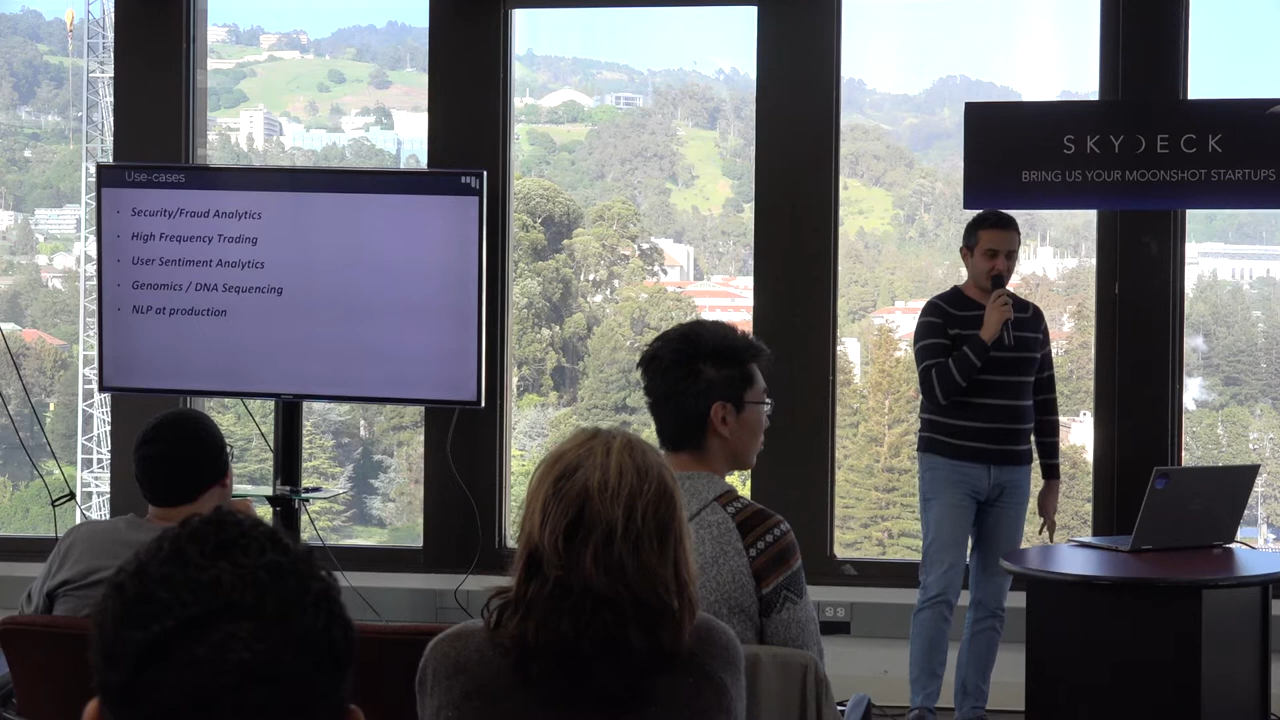 Use-cases
• Security/Fraud Analytics
• High Frequency Trading
• User Sentiment Analytics
• Genomics / DNA Sequencing
• NLP at production
SKYDECK
BRING US YOUR MOONSHOT STARTUPS